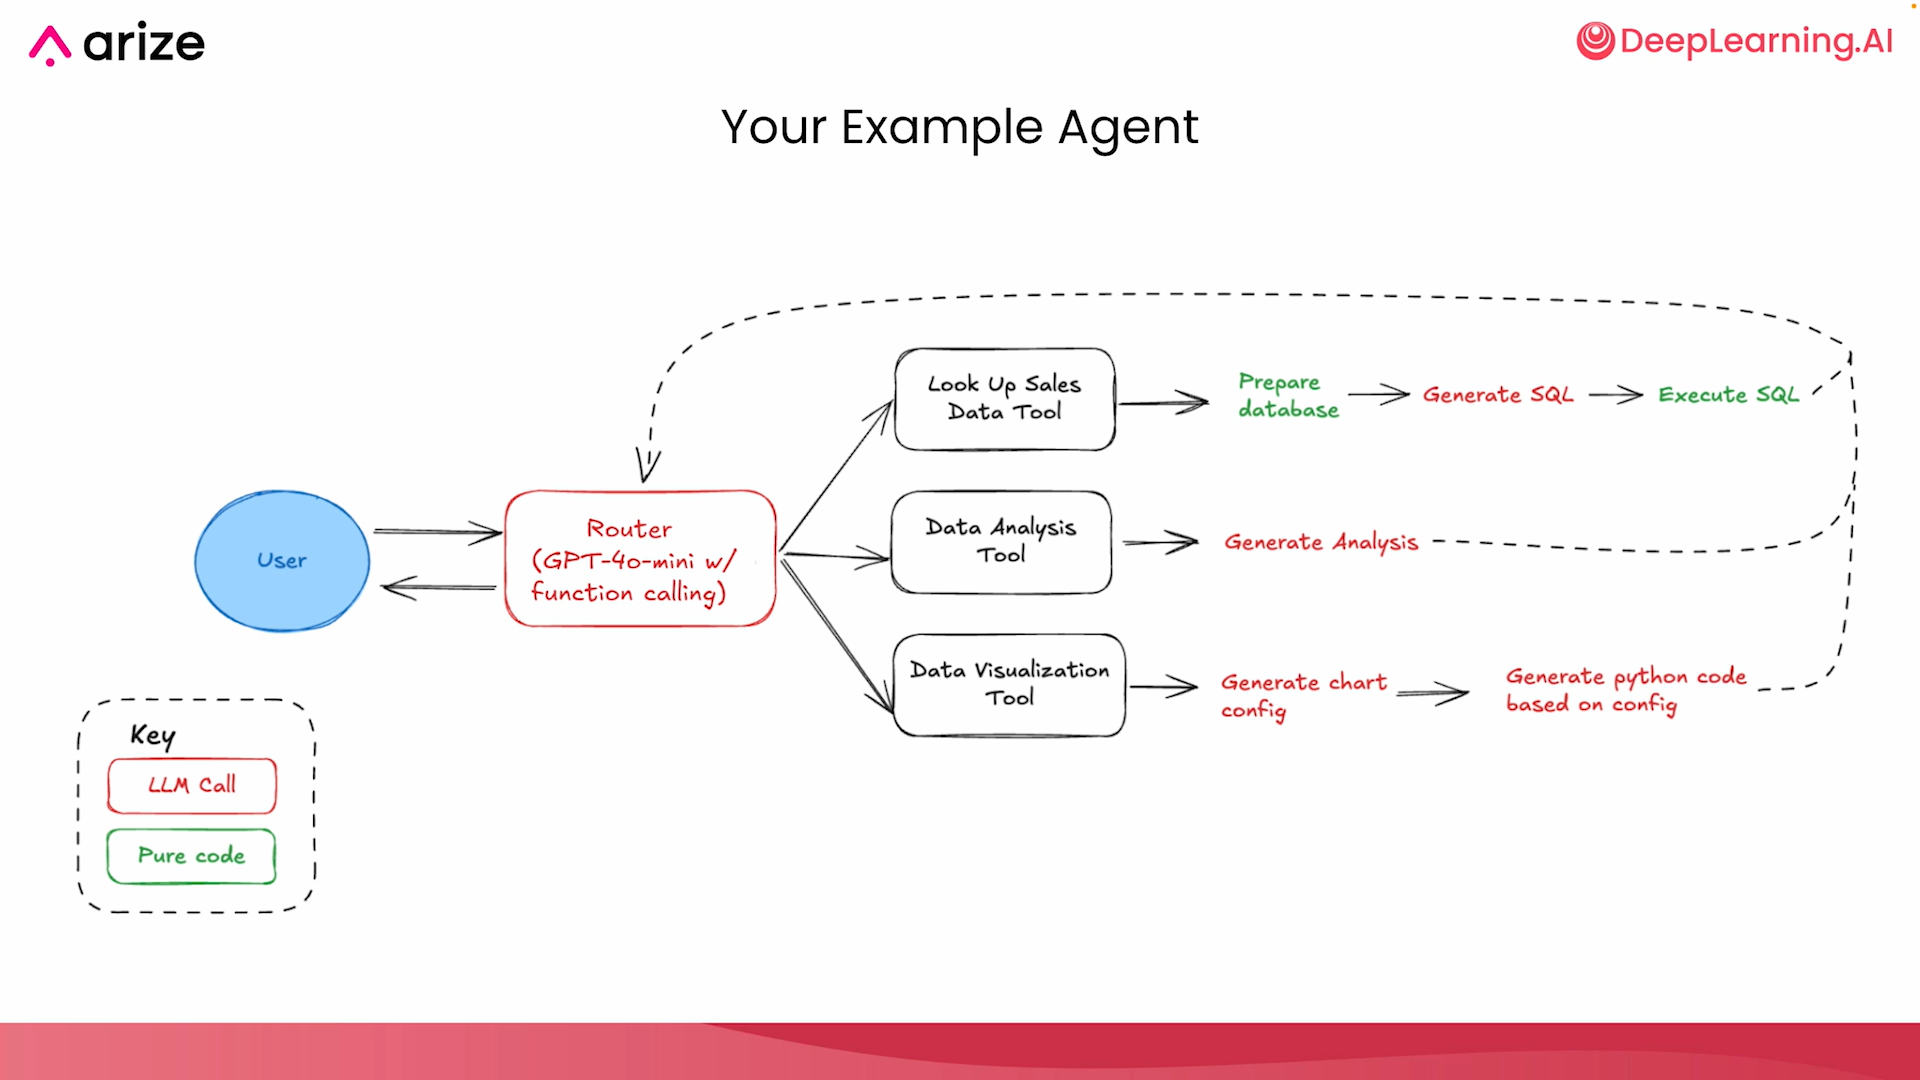 arize
DeepLearning.AI
Your Example Agent
Look Up Sales
Data Tool
Prepare
database
Generate SQL
Execute SQL
User
Router
(GPT-4o-mini w/
function calling)
Data Analysis
Tool
Generate Analysis
Data Visualization
Tool
Generate chart
config
Generate python code
based on config
Key
LLM Call
Pure code